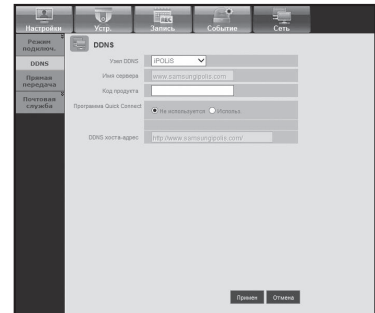 Настройки
Устр.
Запись
Событие
Сеть
REC
Режим
подключ.
DDNS
Прямая
передача
Почтовая
служба
DDNS
Узел DDNS
iPOLiS
Имя сервера
www.samsungipolis.com
Код продукта
Программа Quick Connect
Не используется
Использ.
DDNS хоста-адрес
http://www.samsungipolis.com/
Примен
Отмена